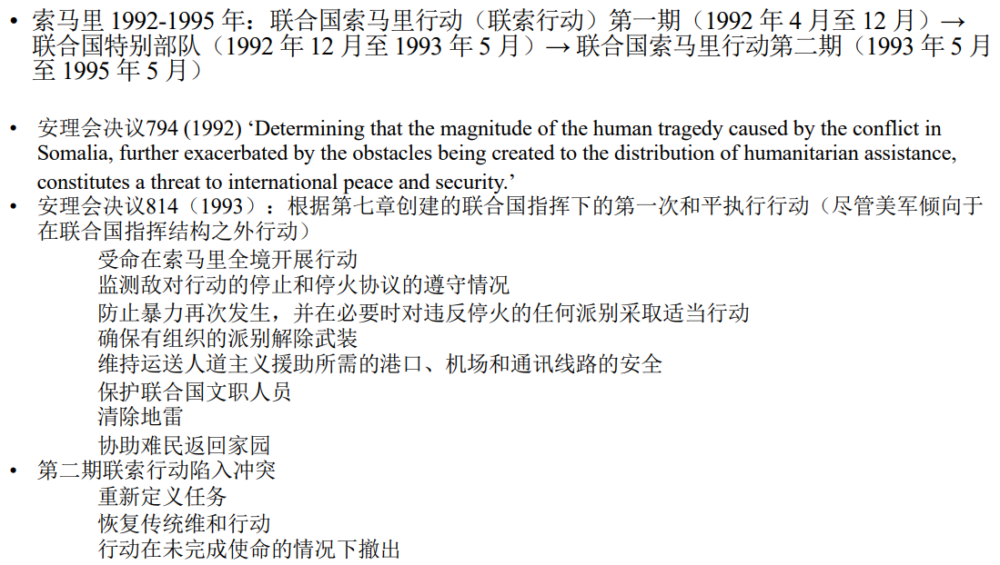 • 索马里 1992-1995 年：联合国索马里行动（联索行动）第一期（1992 年 4 月至 12 月）→
联合国特别部队（1992 年 12 月至 1993 年 5 月）→ 联合国索马里行动第二期（1993 年 5 月
至 1995 年 5 月）
• 安理会决议794 (1992) ‘Determining that the magnitude of the human tragedy caused by the conflict in
Somalia, further exacerbated by the obstacles being created to the distribution of humanitarian assistance,
constitutes a threat to international peace and security.’
• 安理会决议814（1993）：根据第七章创建的联合国指挥下的第一次和平执行行动（尽管美军倾向于
在联合国指挥结构之外行动）
受命在索马里全境开展行动
监测敌对行动的停止和停火协议的遵守情况
防止暴力再次发生，并在必要时对违反停火的任何派别采取适当行动
确保有组织的派别解除武装
维持运送人道主义援助所需的港口、机场和通讯线路的安全
保护联合国文职人员
清除地雷
协助难民返回家园
• 第二期联索行动陷入冲突
重新定义任务
恢复传统维和行动
行动在未完成使命的情况下撤出